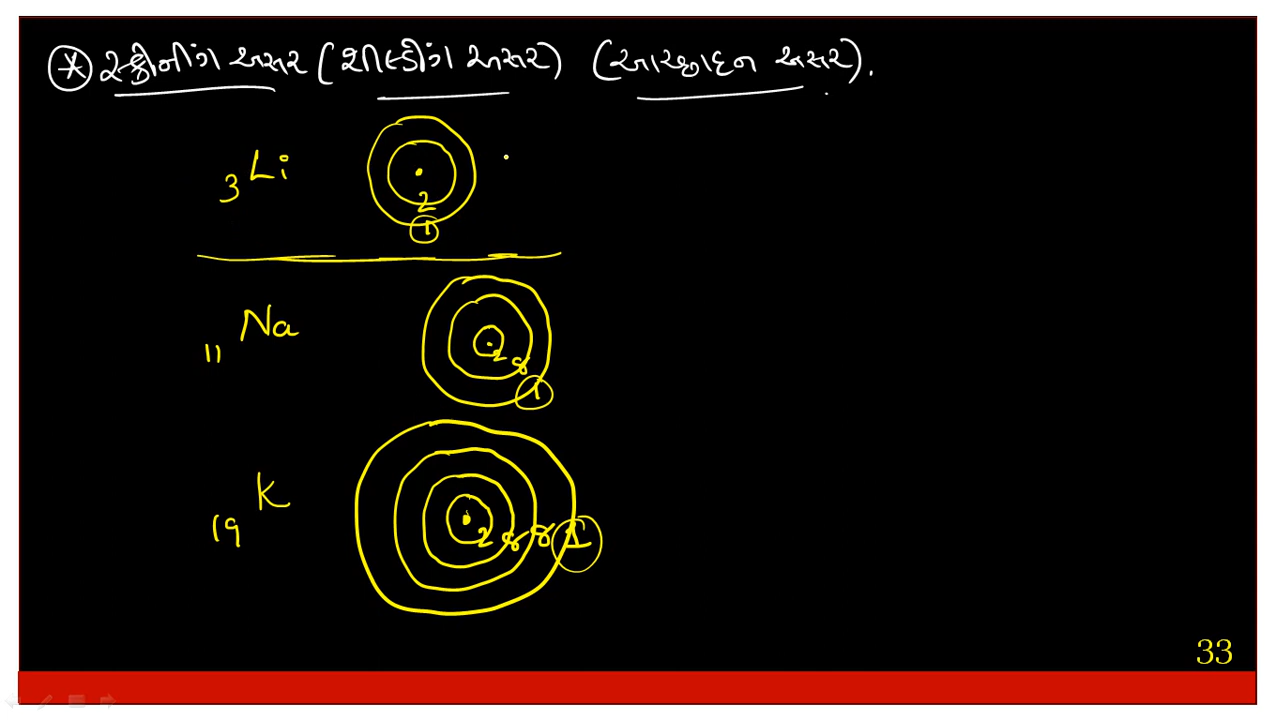 * સ્ક્રીનીંગ અસર (શીલ્ડીંગ અસર) (આચ્છાદન અસર).
3 Li 2 1
11 Na 2 8 1
19 K 2 8 8 1
33